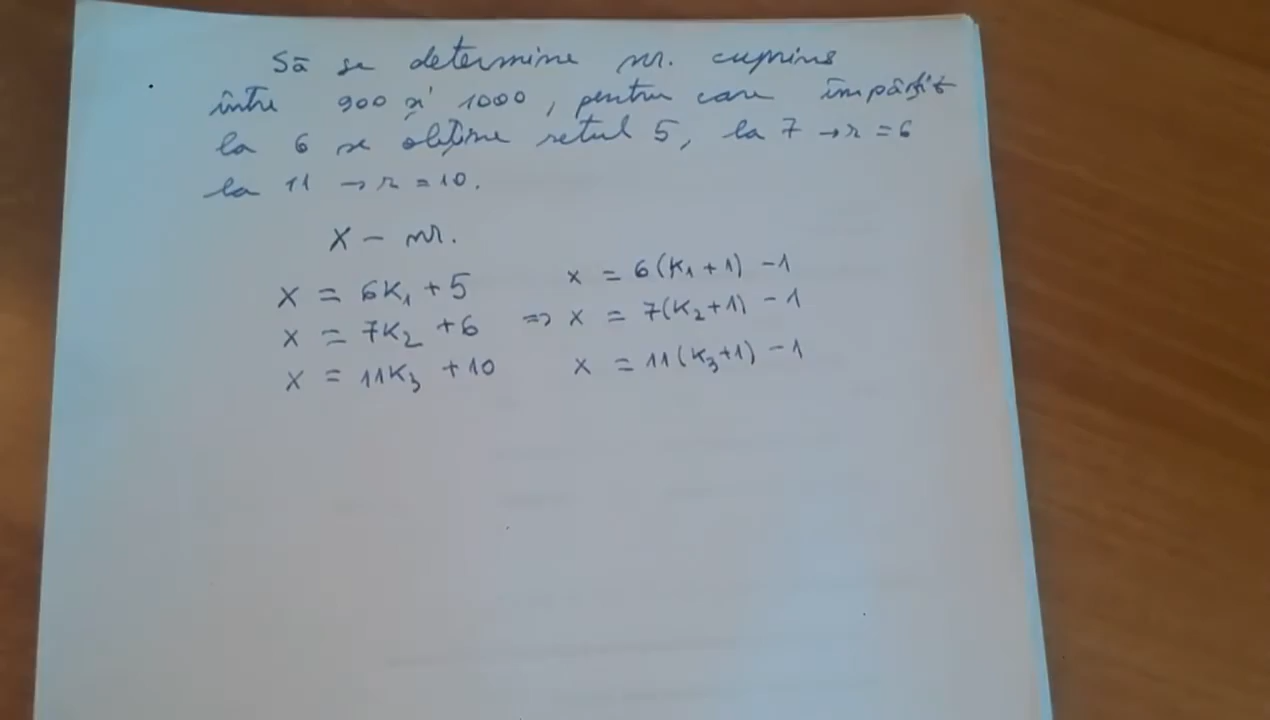 Să se determine nr. cuprins
între 900 și 1000, pentru care împărțit
la 6 se obține restul 5, la 7 → r = 6
la 11 → r = 10.
X – nr.
x = 6K₁ + 5 x = 6(K₁ + 1) - 1
x = 7K₂ + 6 => x = 7(K₂ + 1) - 1
x = 11K₃ + 10 x = 11(K₃ + 1) - 1